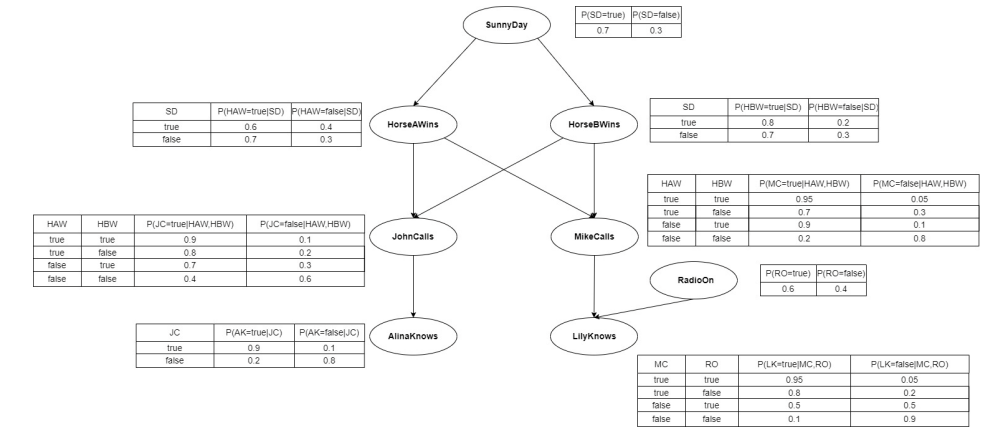 SunnyDay
P(SD=true) P(SD=false)
0.7 0.3
SD P(HAW=true|SD) P(HAW=false|SD)
true 0.6 0.4
false 0.7 0.3
HorseAWins
HorseBWins
SD P(HBW=true|SD) P(HBW=false|SD)
true 0.8 0.2
false 0.7 0.3
HAW HBW P(MC=true|HAW,HBW) P(MC=false|HAW,HBW)
true true 0.95 0.05
true false 0.7 0.3
false true 0.9 0.1
false false 0.2 0.8
HAW HBW P(JC=true|HAW,HBW) P(JC=false|HAW,HBW)
true true 0.9 0.1
true false 0.8 0.2
false true 0.7 0.3
false false 0.4 0.6
JohnCalls
MikeCalls
RadioOn
P(RO=true) P(RO=false)
0.6 0.4
JC P(AK=true|JC) P(AK=false|JC)
true 0.9 0.1
false 0.2 0.8
AlinaKnows
LilyKnows
MC RO P(LK=true|MC,RO) P(LK=false|MC,RO)
true true 0.95 0.05
true false 0.8 0.2
false true 0.5 0.5
false false 0.1 0.9